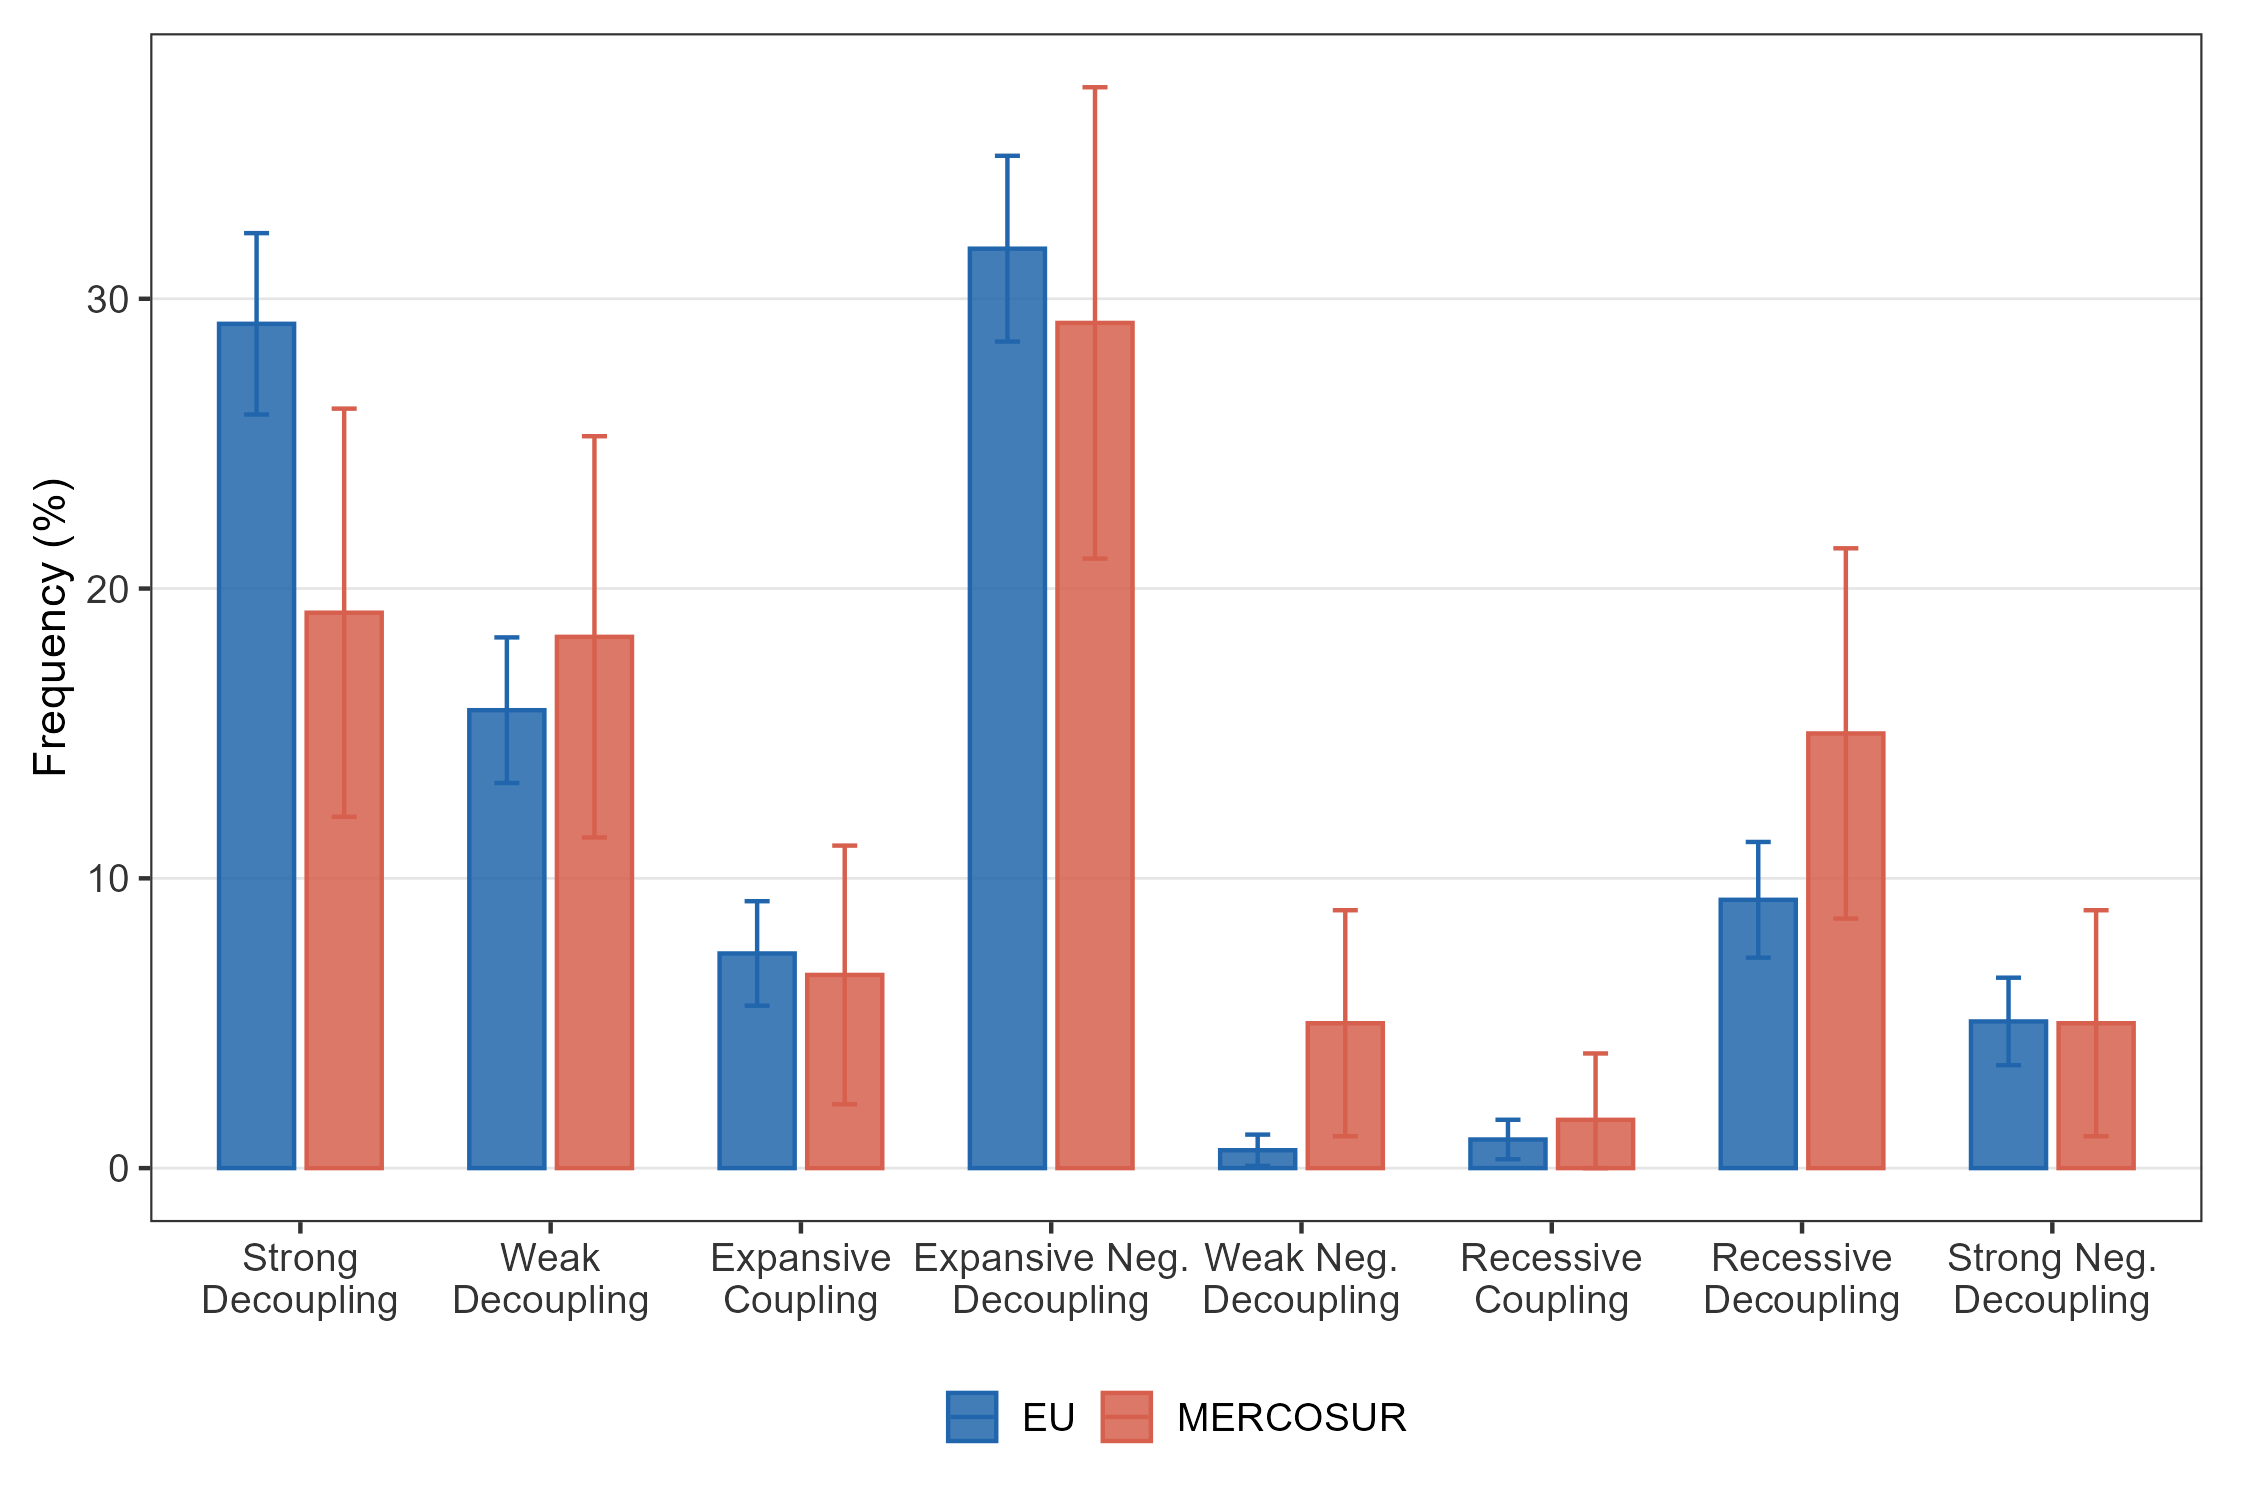 Frequency (%)
30
20
10
0
Strong
Decoupling
Weak
Decoupling
Expansive
Coupling
Expansive Neg.
Decoupling
Weak Neg.
Decoupling
Recessive
Coupling
Recessive
Decoupling
Strong Neg.
Decoupling
EU
MERCOSUR